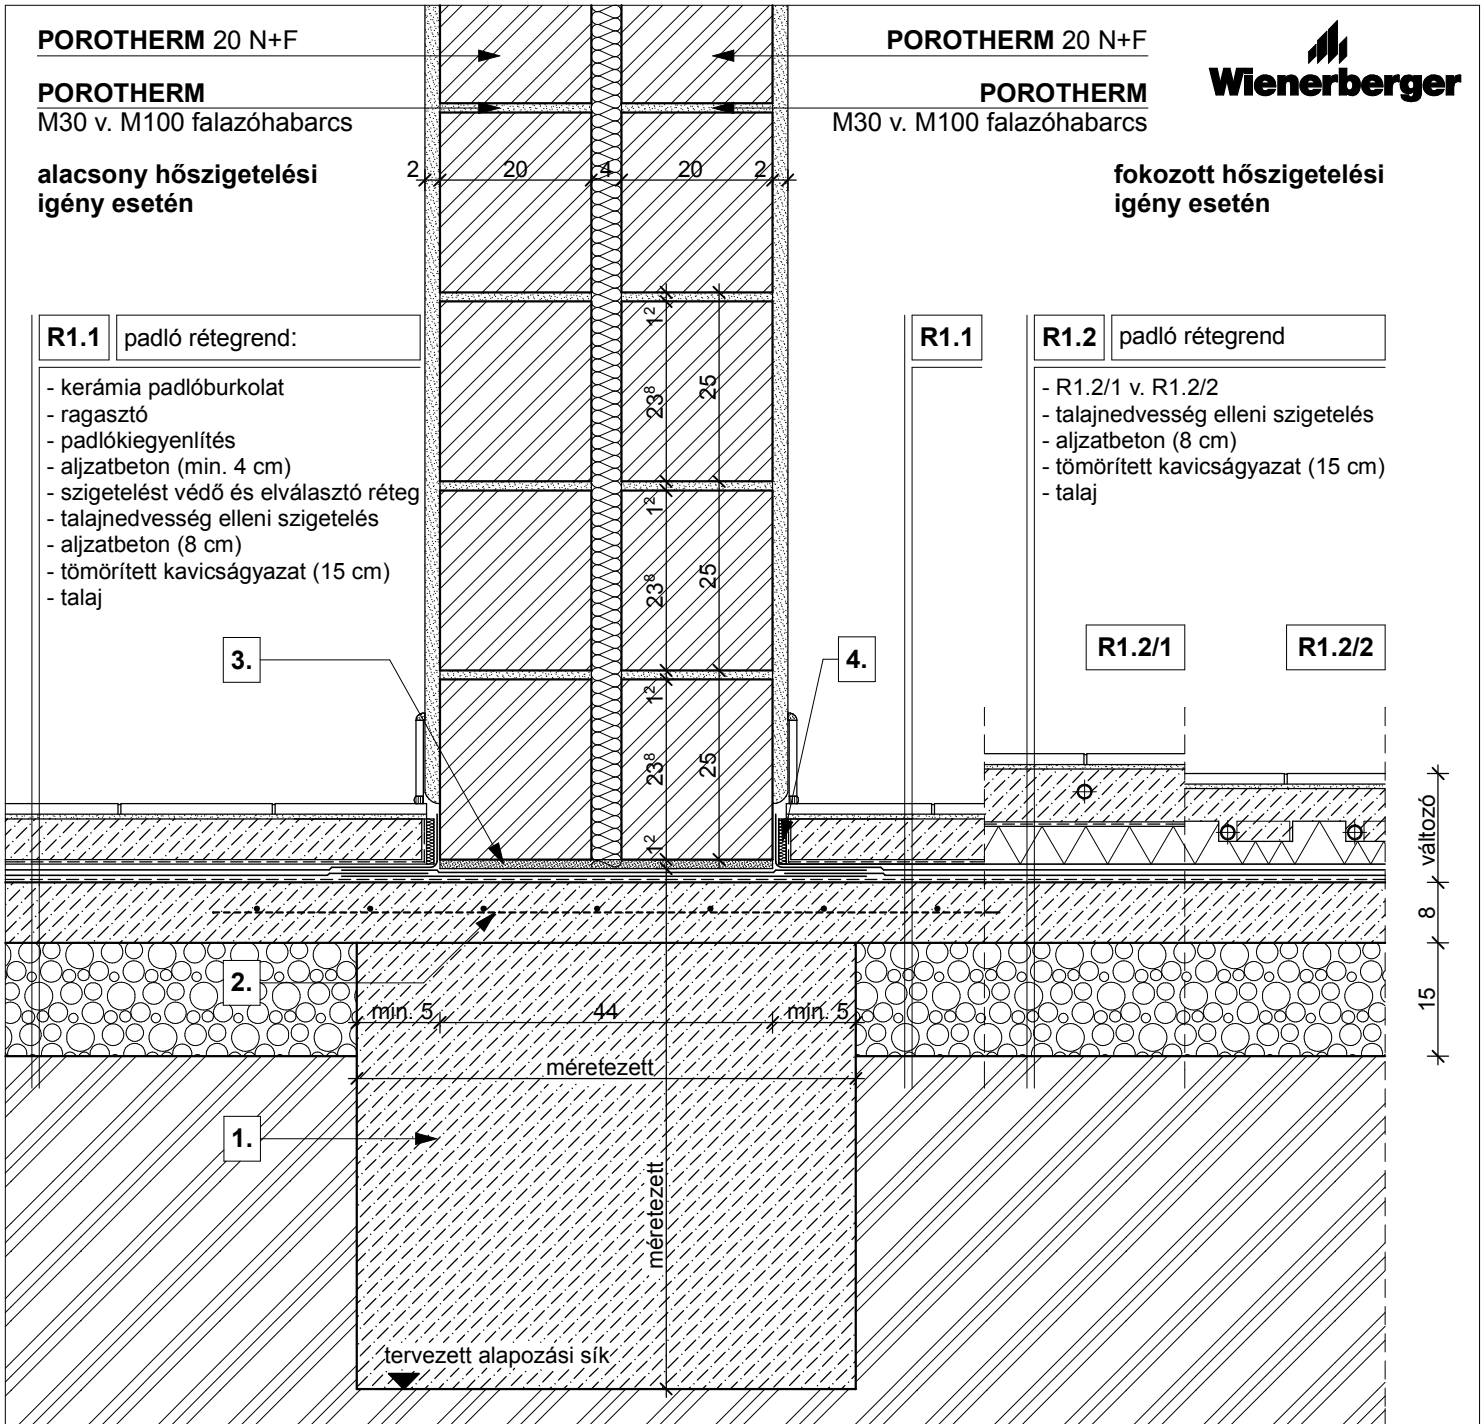 POROTHERM 20 N+F
POROTHERM
M30 v. M100 falazóhabarcs
alacsony hőszigetelési
igény esetén
POROTHERM 20 N+F
POROTHERM
M30 v. M100 falazóhabarcs
Wienerberger
fokozott hőszigetelési
igény esetén
2 20 4 20 2
R1.1 padló rétegrend:
- kerámia padlóburkolat
- ragasztó
- padlókiegyenlítés
- aljzatbeton (min. 4 cm)
- szigetelést védő és elválasztó réteg
- talajnedvesség elleni szigetelés
- aljzatbeton (8 cm)
- tömörített kavicságyazat (15 cm)
- talaj
R1.1
R1.2 padló rétegrend
- R1.2/1 v. R1.2/2
- talajnedvesség elleni szigetelés
- aljzatbeton (8 cm)
- tömörített kavicságyazat (15 cm)
- talaj
1²
23⁸
25
1²
23⁸
25
1²
23⁸
25
1²
3.
4.
R1.2/1
R1.2/2
változó
8
15
2.
min. 5 44 min. 5
méretezett
1.
méretezett
tervezett alapozási sík